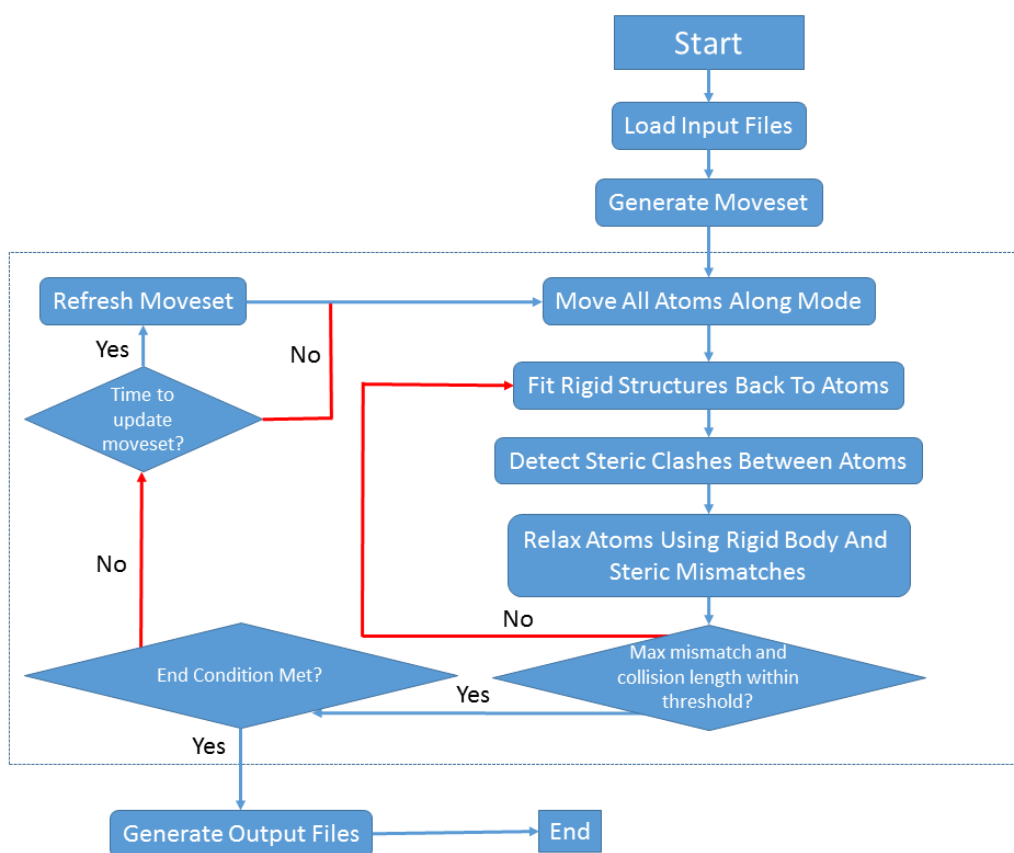 Start
Load Input Files
Generate Moveset
Refresh Moveset
Move All Atoms Along Mode
Yes
No
Time to
update
moveset?
Fit Rigid Structures Back To Atoms
Detect Steric Clashes Between Atoms
Relax Atoms Using Rigid Body And
Steric Mismatches
No
No
Max mismatch and
collision length within
threshold?
End Condition Met?
Yes
Yes
Generate Output Files
End